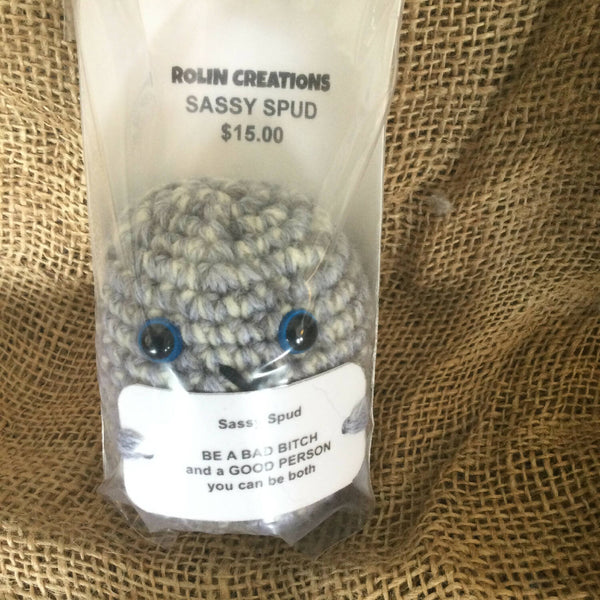 ROLIN CREATIONS
SASSY SPUD
$15.00
Sassy Spud
BE A BAD BITCH
and a GOOD PERSON
you can be both